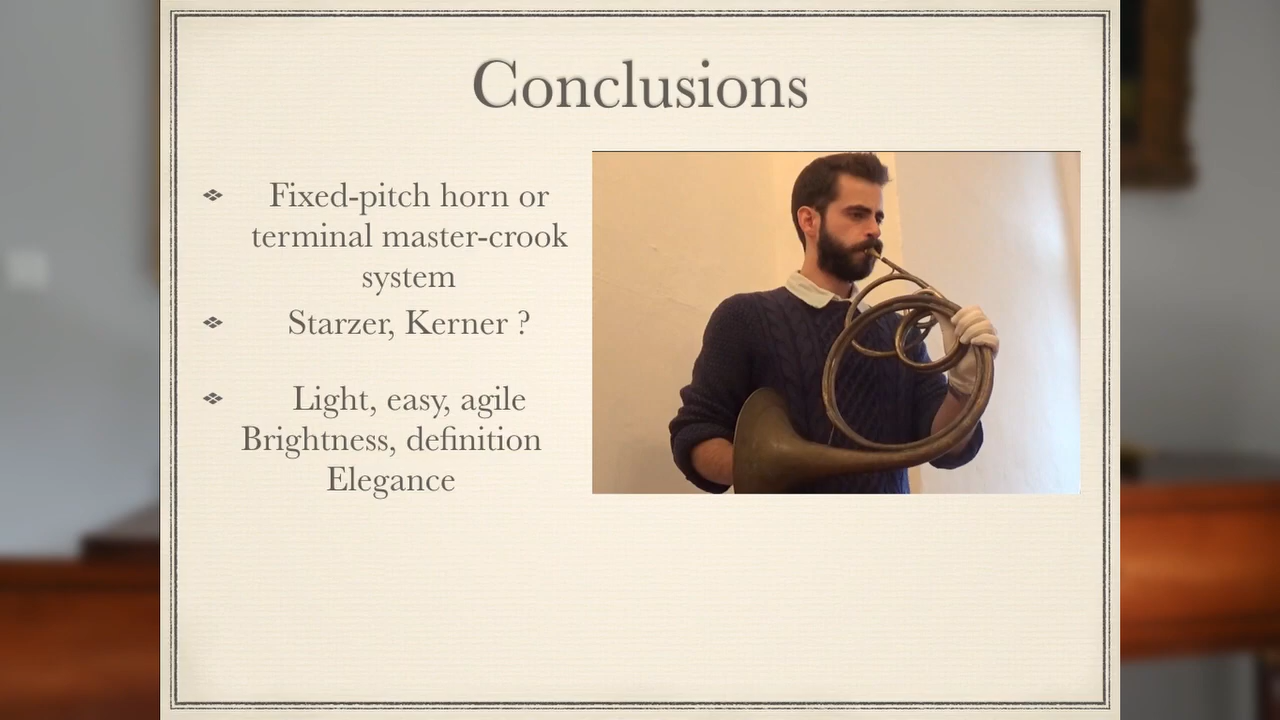 Conclusions
Fixed-pitch horn or
terminal master-crook
system
Starzer, Kerner ?
Light, easy, agile
Brightness, definition
Elegance